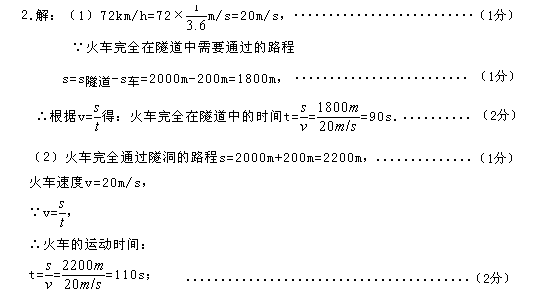 2.解：（1）72km/h=72×1/3.6m/s=20m/s，························（1分）
∵火车完全在隧道中需要通过的路程
s=s隧道-s车=2000m-200m=1800m，························（1分）
∴根据v=s/t得：火车完全在隧道中的时间t=s/v=1800m/20m/s=90s.··········（2分）
（2）火车完全通过隧洞的路程s=2000m+200m=2200m，··············（1分）
火车速度v=20m/s，
∵v=s/t，
∴火车的运动时间：
t=s/v=2200m/20m/s=110s；········································（2分）